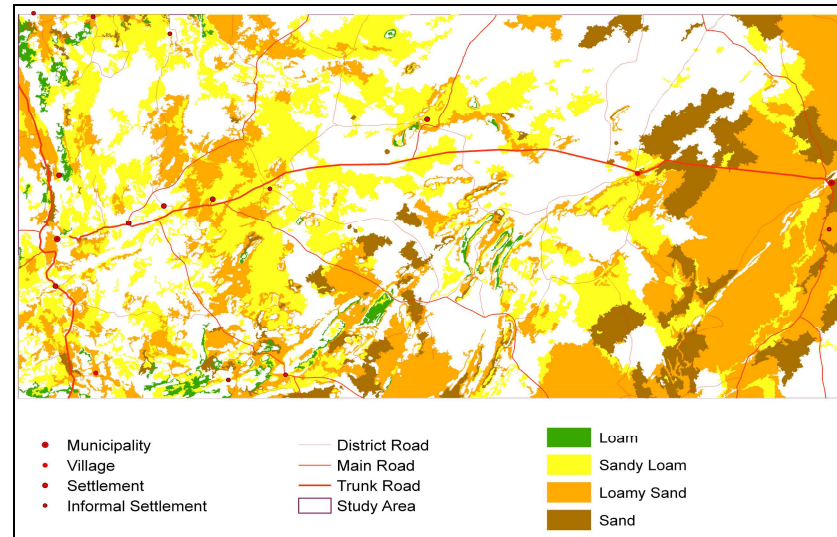 Municipality
Village
Settlement
Informal Settlement
District Road
Main Road
Trunk Road
Study Area
Loam
Sandy Loam
Loamy Sand
Sand